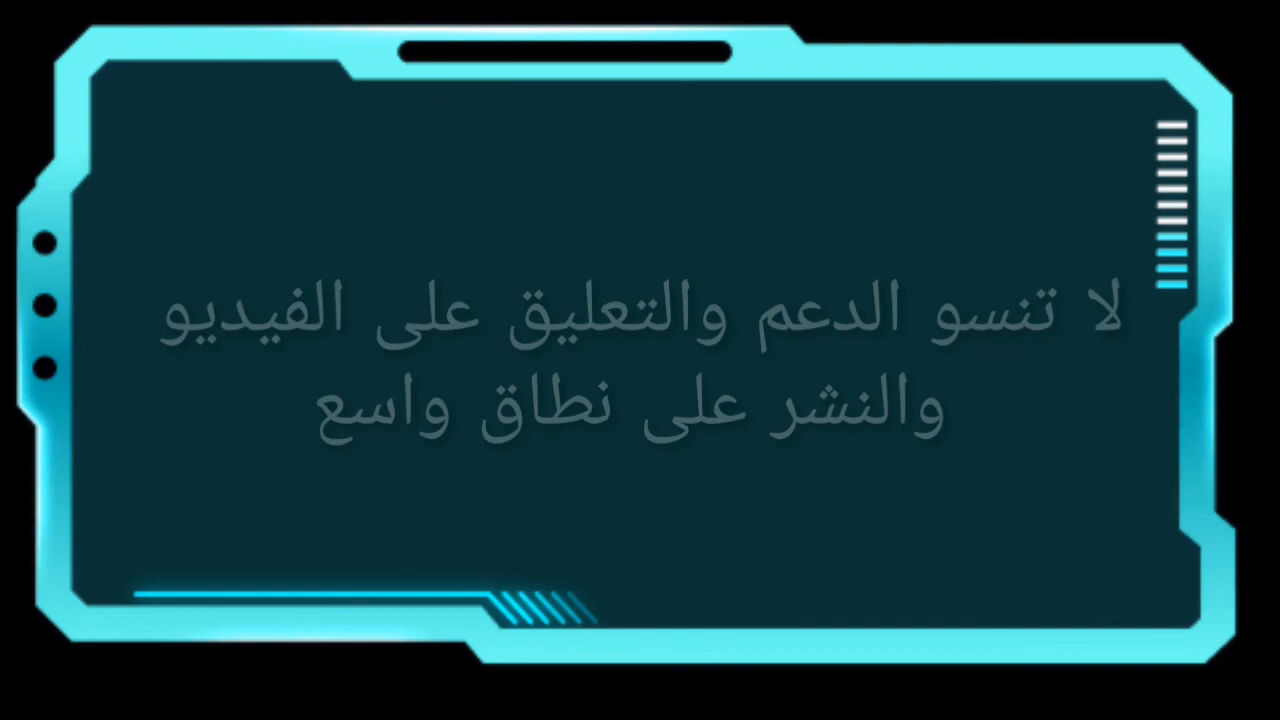 لا تنسو الدعم والتعليق على الفيديو
والنشر على نطاق واسع